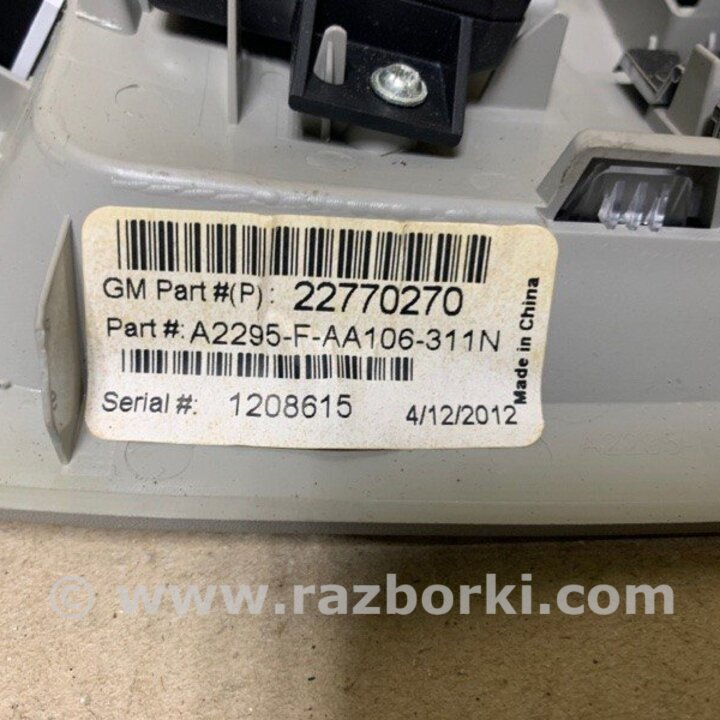 GM Part #(P): 22770270
Part #: A2295-F-AA106-311N
Serial #: 1208615 4/12/2012
Made in China
© www.razborki.com